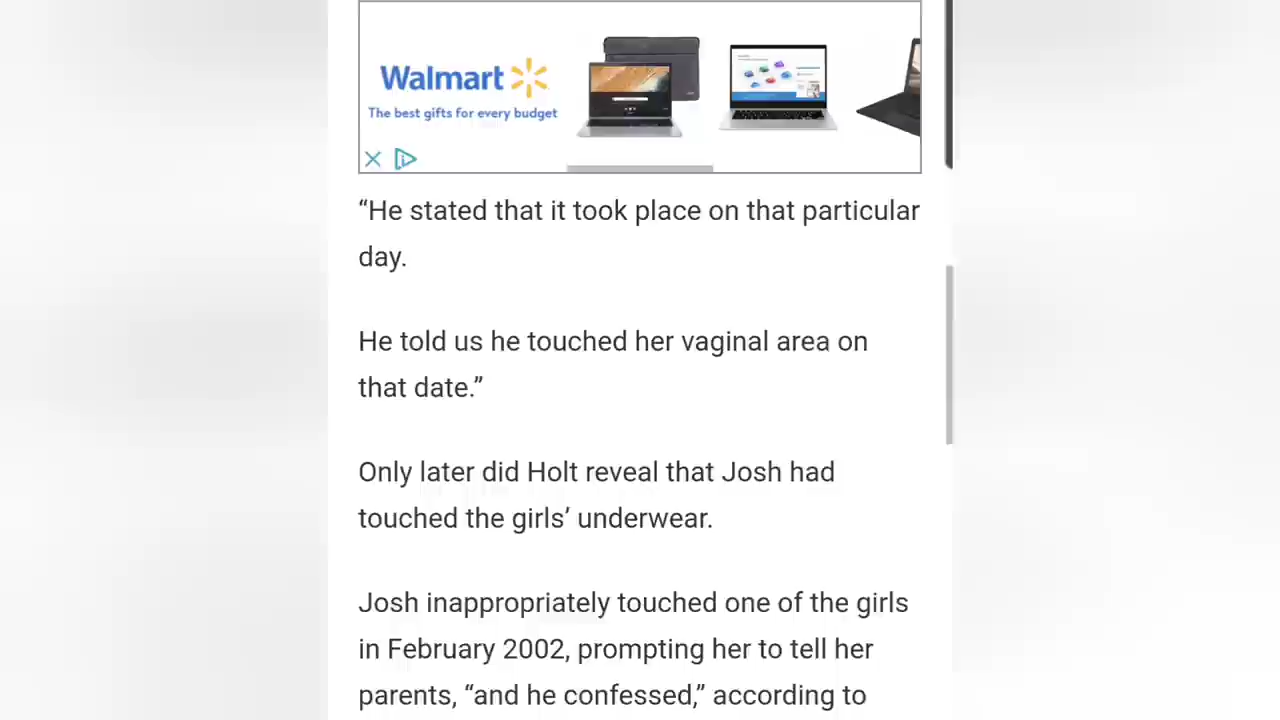 Walmart
The best gifts for every budget
“He stated that it took place on that particular
day.
He told us he touched her vaginal area on
that date.”
Only later did Holt reveal that Josh had
touched the girls’ underwear.
Josh inappropriately touched one of the girls
in February 2002, prompting her to tell her
parents, “and he confessed,” according to